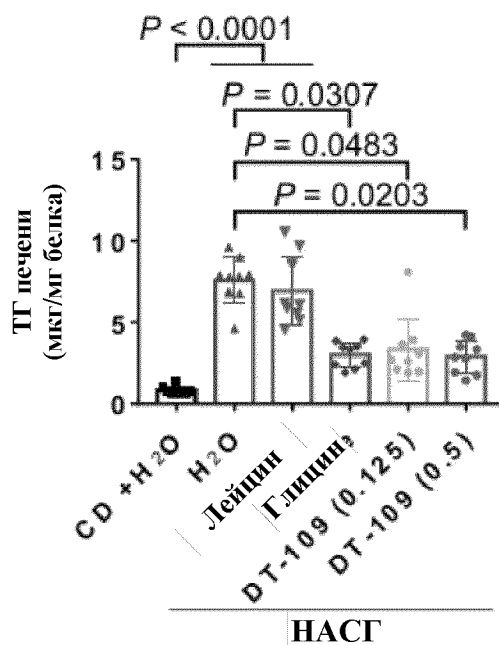 P < 0.0001
P = 0.0307
P = 0.0483
P = 0.0203
ТГ печени
(мкг/мг белка)
15
10
5
0
CD +H₂O
H₂O
Лейцин
Глицин
DT-109 (0.125)
DT-109 (0.5)
НАСГ